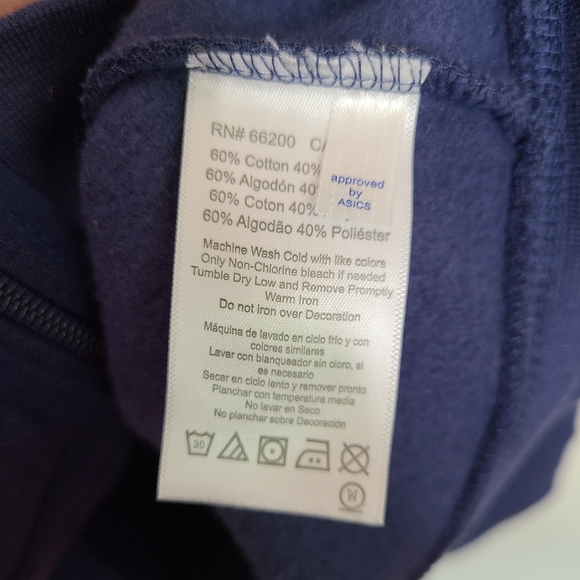 RN# 66200 CA
60% Cotton 40%
60% Algodón 40
60% Coton 40%
60% Algodão 40% Poliéster
approved
by
ASICS
Machine Wash Cold with like colors
Only Non-Chlorine bleach if needed
Tumble Dry Low and Remove Promptly
Warm Iron
Do not iron over Decoration
Máquina de lavado en ciclo frío y con
colores similares
Lavar con blanqueador sin cloro, si
es necesario
Secar en ciclo lento y remover pronto
Planchar con temperatura media
No lavar en Seco
No planchar sobre Decoración
30
W